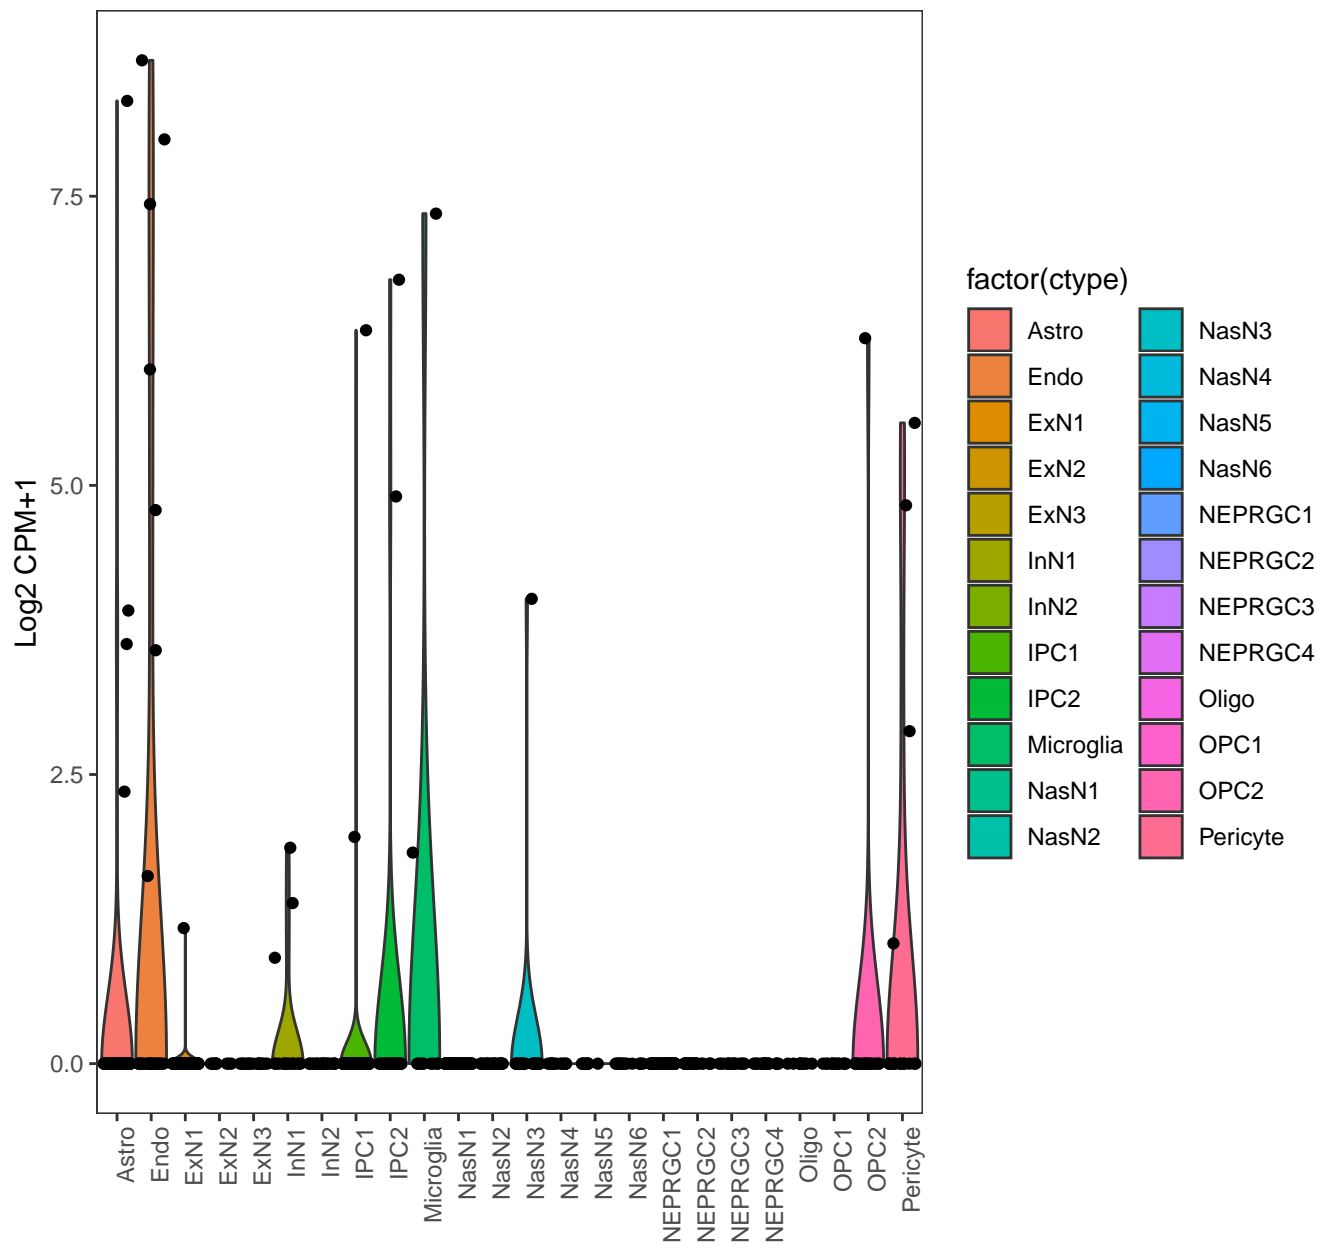 Log2 CPM+1
7.5
5.0
2.5
0.0
Astro
Endo
ExN1
ExN2
ExN3
InN1
InN2
IPC1
IPC2
Microglia
NasN1
NasN2
NasN3
NasN4
NasN5
NasN6
NEPRGC1
NEPRGC2
NEPRGC3
NEPRGC4
Oligo
OPC1
OPC2
Pericyte
factor(ctype)
Astro
Endo
ExN1
ExN2
ExN3
InN1
InN2
IPC1
IPC2
Microglia
NasN1
NasN2
NasN3
NasN4
NasN5
NasN6
NEPRGC1
NEPRGC2
NEPRGC3
NEPRGC4
Oligo
OPC1
OPC2
Pericyte